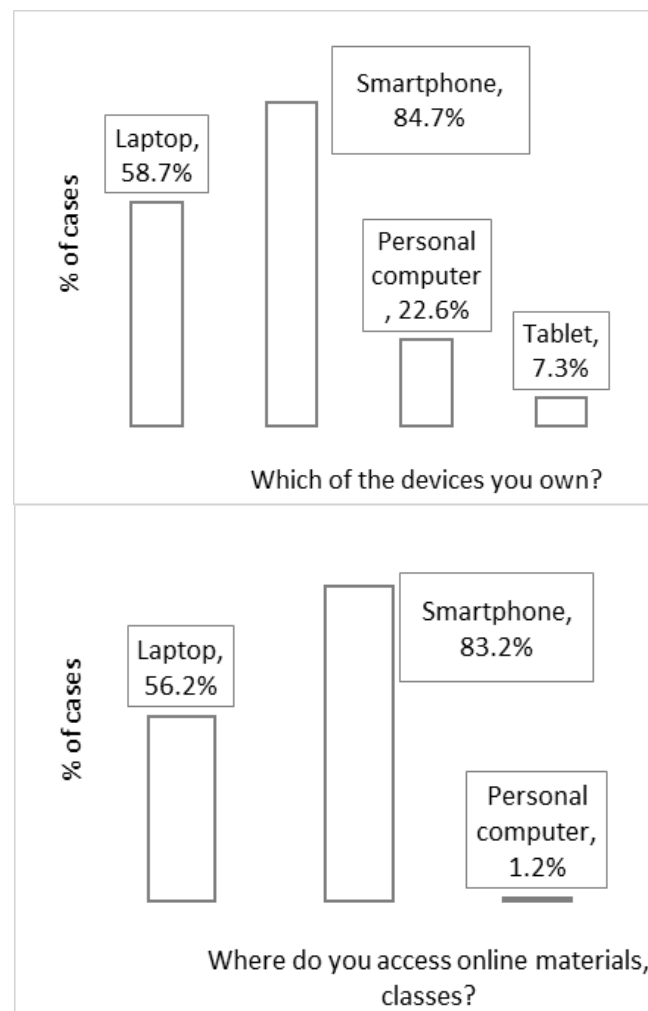 Smartphone,
84.7%
Laptop,
58.7%
Personal
computer
, 22.6%
Tablet,
7.3%
% of cases
Which of the devices you own?
Smartphone,
83.2%
Laptop,
56.2%
Personal
computer,
1.2%
% of cases
Where do you access online materials,
classes?